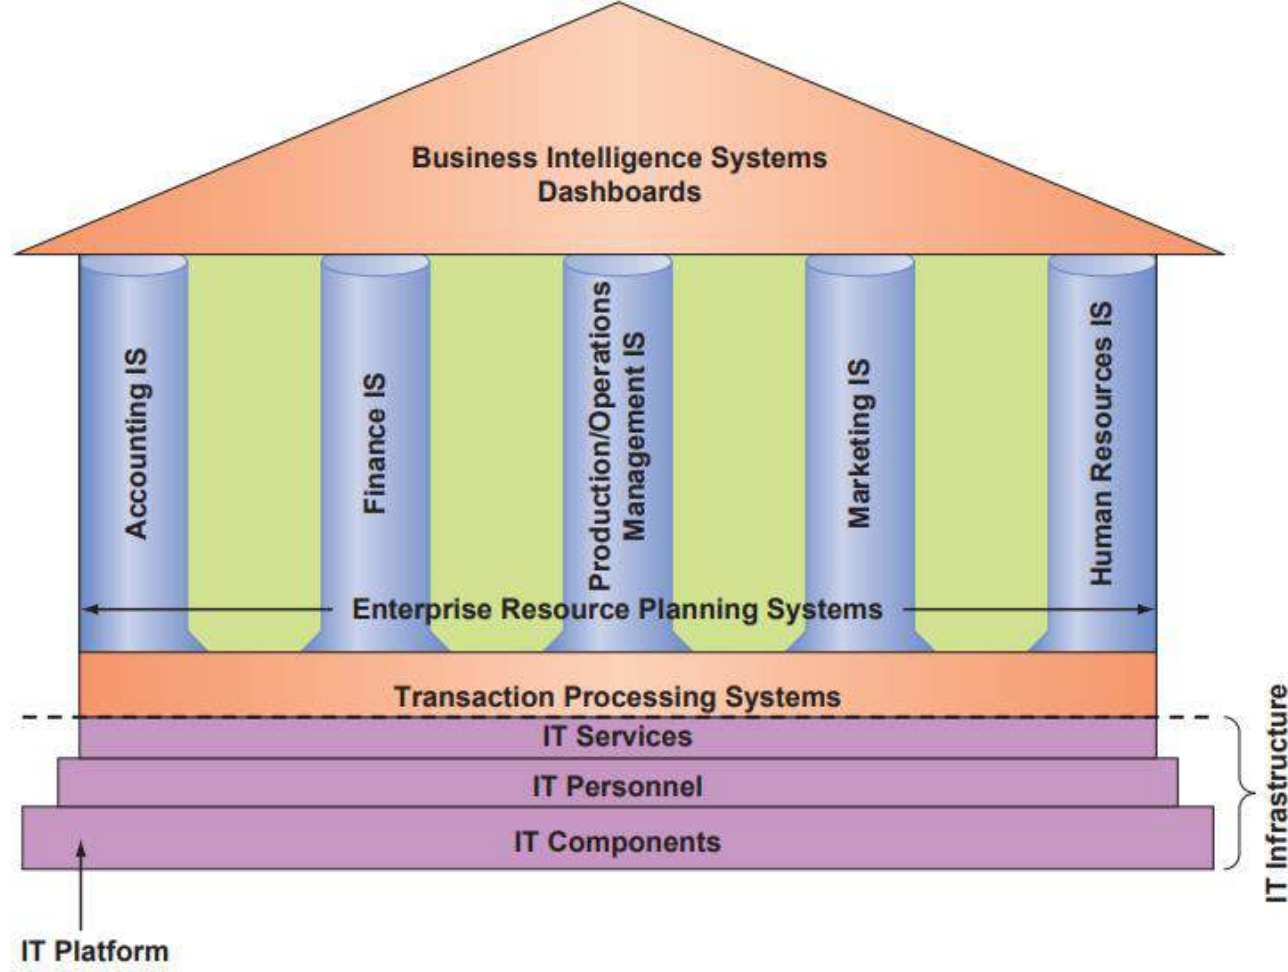 Business Intelligence Systems
Dashboards
Accounting IS
Finance IS
Production/Operations
Management IS
Marketing IS
Human Resources IS
Enterprise Resource Planning Systems
Transaction Processing Systems
IT Services
IT Personnel
IT Components
IT Infrastructure
IT Platform